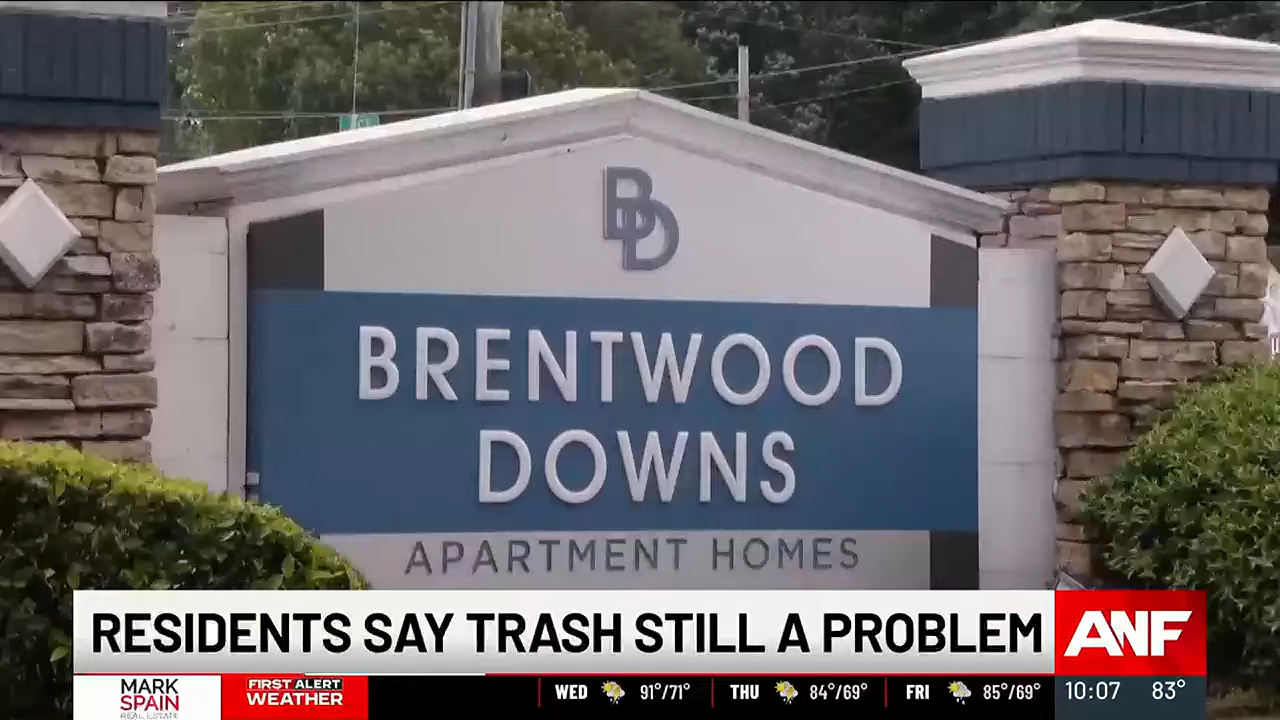 BD
BRENTWOOD
DOWNS
APARTMENT HOMES
RESIDENTS SAY TRASH STILL A PROBLEM
ANF
MARK
SPAIN
REAL ESTATE
FIRST ALERT
WEATHER
WED 91°/71°
THU 84°/69°
FRI 85°/69°
10:07 83°